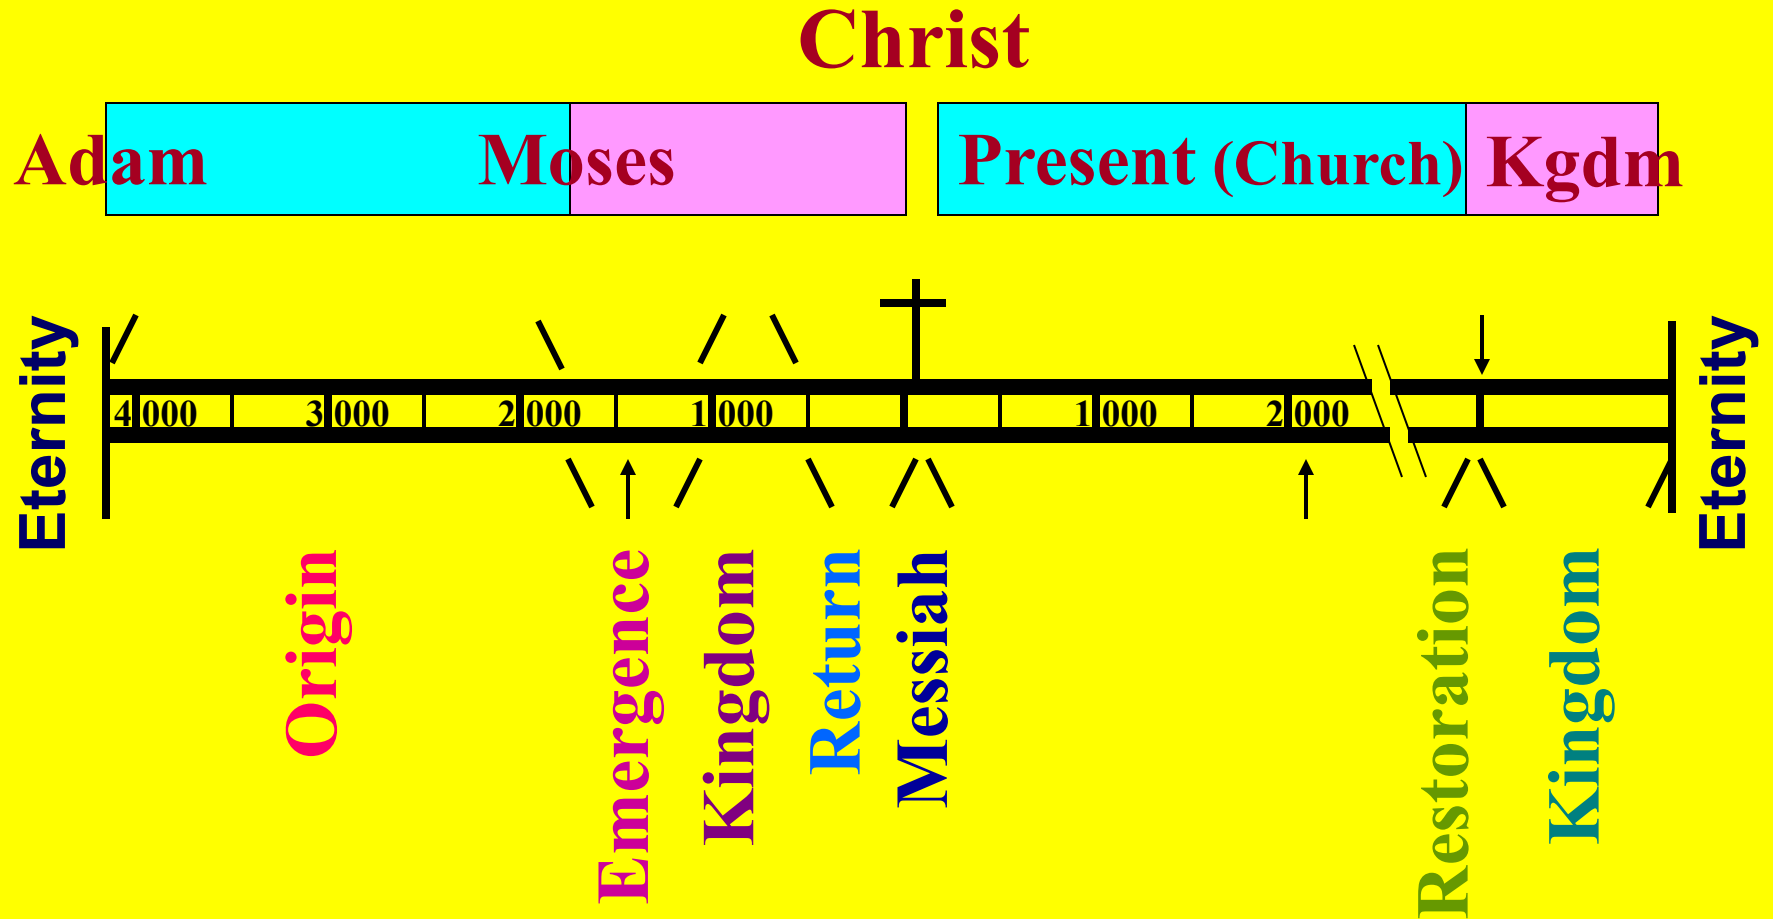 Christ
Adam Moses Present (Church) Kgdm
Eternity
4000 3000 2000 1000 1000 2000
Eternity
Origin
Emergence
Kingdom
Return
Messiah
Restoration
Kingdom